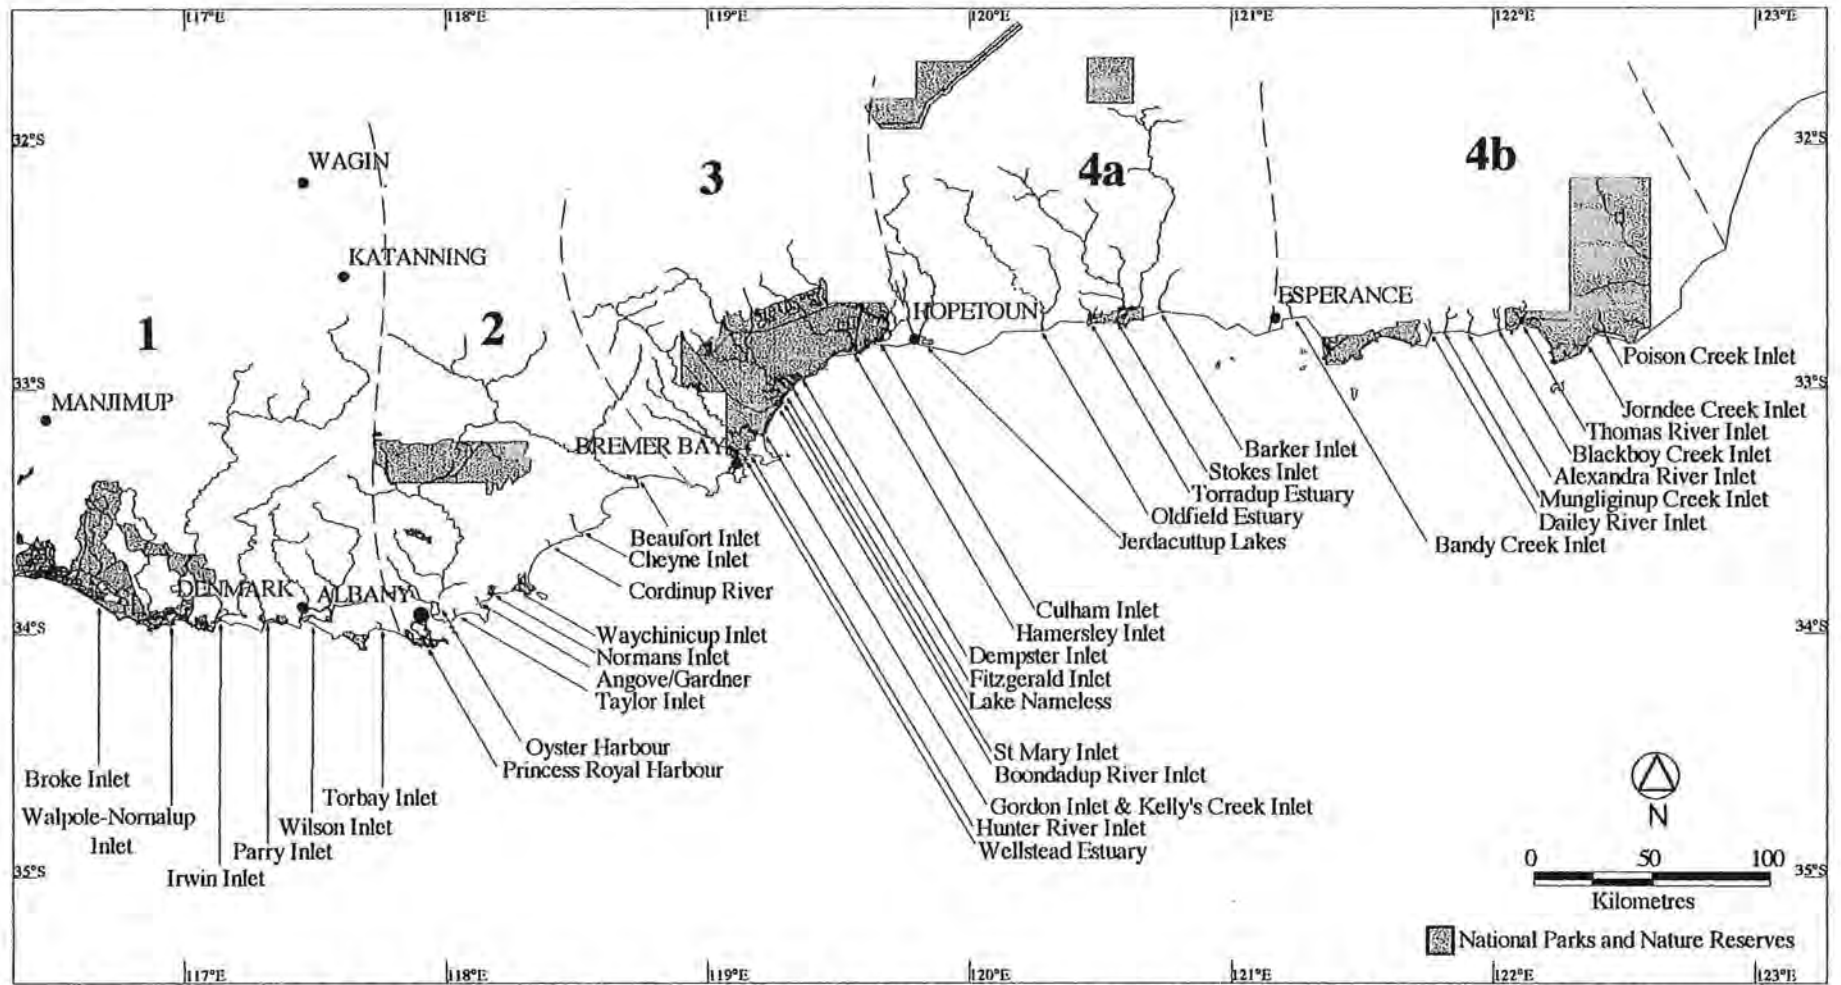 117°E
118°E
119°E
120°E
121°E
122°E
123°E
32°S
32°S
WAGIN
3
4a
4b
KATANNING
1
2
HOPETOUN
ESPERANCE
Poison Creek Inlet
33°S
33°S
MANJIMUP
Jorndee Creek Inlet
Thomas River Inlet
BREMER BAY
Barker Inlet
Blackboy Creek Inlet
Stokes Inlet
Alexandra River Inlet
Torradup Estuary
Mungliginup Creek Inlet
Oldfield Estuary
Dailey River Inlet
Beaufort Inlet
Jerdacuttup Lakes
Bandy Creek Inlet
Cheyne Inlet
Cordinup River
DENMARK
ALBANY
Culham Inlet
34°S
34°S
Waychinicup Inlet
Hamersley Inlet
Normans Inlet
Dempster Inlet
Angove/Gardner
Fitzgerald Inlet
Taylor Inlet
Lake Nameless
Oyster Harbour
St Mary Inlet
Princess Royal Harbour
Boondadup River Inlet
Broke Inlet
Torbay Inlet
Gordon Inlet & Kelly's Creek Inlet
Walpole-Nornalup
Inlet
Wilson Inlet
Hunter River Inlet
Parry Inlet
Wellstead Estuary
Irwin Inlet
N
35°S
35°S
0 50 100
Kilometres
National Parks and Nature Reserves
117°E
118°E
119°E
120°E
121°E
122°E
123°E